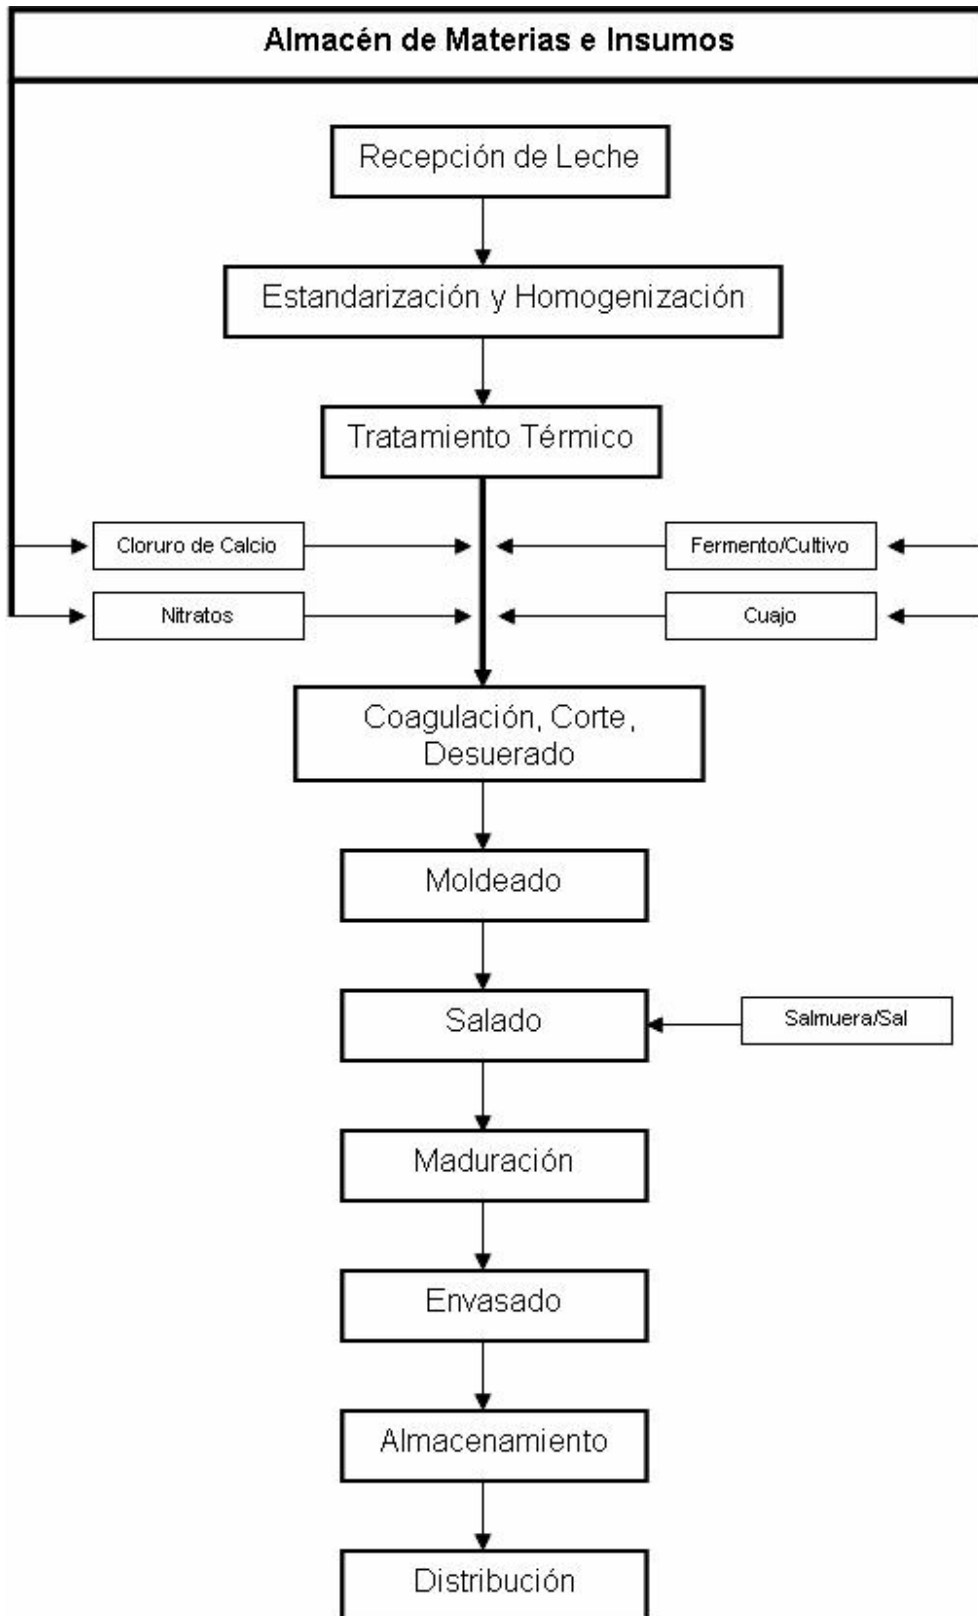 Almacén de Materias e Insumos
Recepción de Leche
Estandarización y Homogenización
Tratamiento Térmico
Cloruro de Calcio
Fermento/Cultivo
Nitratos
Cuajo
Coagulación, Corte,
Desuerado
Moldeado
Salado
Salmuera/Sal
Maduración
Envasado
Almacenamiento
Distribución